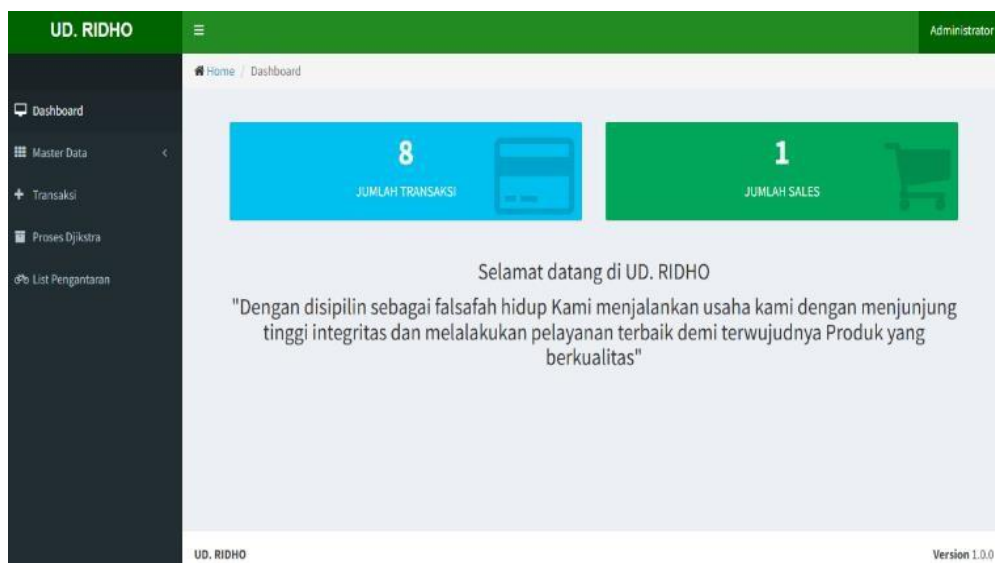 UD. RIDHO
Administrator
Home / Dashboard
Dashboard
Master Data
Transaksi
Proses Djikstra
List Pengantaran
8
JUMLAH TRANSAKSI
1
JUMLAH SALES
Selamat datang di UD. RIDHO
"Dengan disipilin sebagai falsafah hidup Kami menjalankan usaha kami dengan menjunjung
tinggi integritas dan melalakukan pelayanan terbaik demi terwujudnya Produk yang
berkualitas"
UD. RIDHO
Version 1.0.0